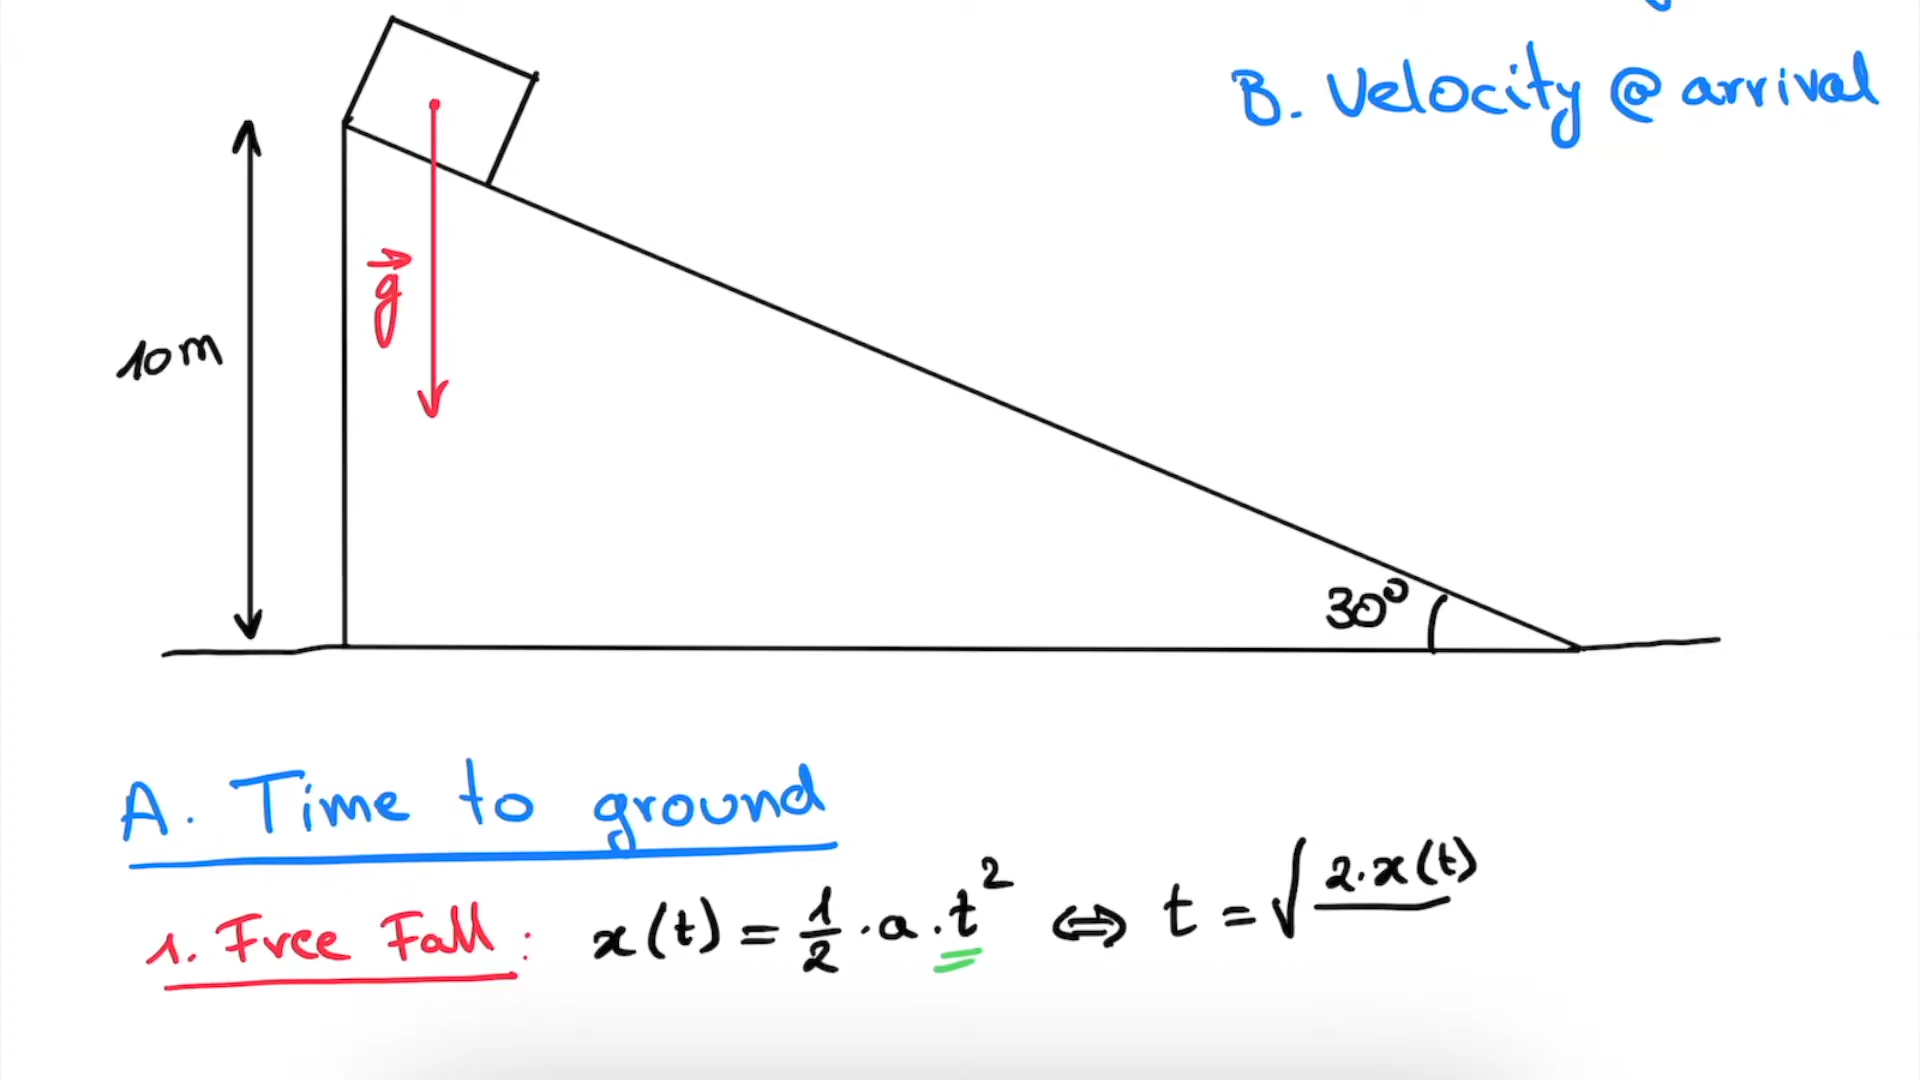 B. Velocity @ arrival
g⃗
10m
30°
A. Time to ground
1. Free Fall: x(t) = 1/2 · a · t² ⇔ t = √2·x(t)